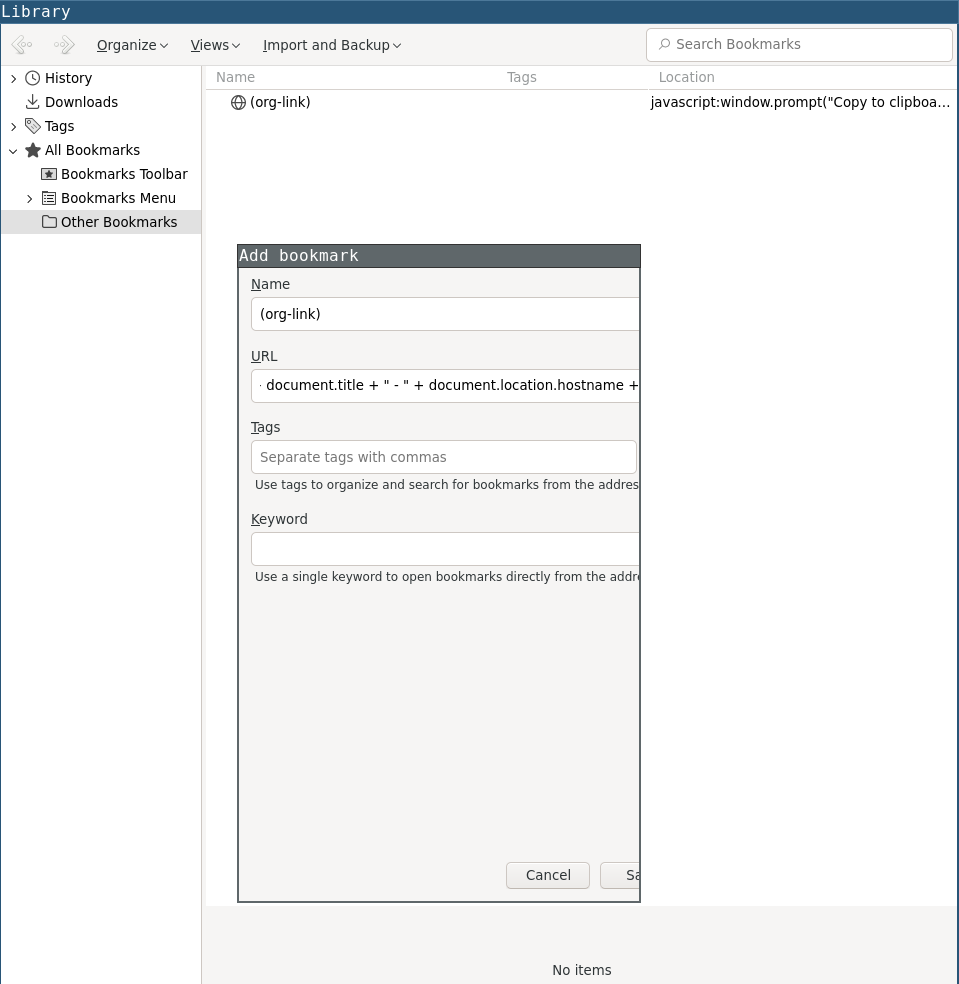 Library
Organize Views Import and Backup Search Bookmarks
History
Downloads
Tags
All Bookmarks
Bookmarks Toolbar
Bookmarks Menu
Other Bookmarks
Name Tags Location
(org-link) javascript:window.prompt("Copy to clipboa…
Add bookmark
Name
(org-link)
URL
document.title + " - " + document.location.hostname +
Tags
Separate tags with commas
Use tags to organize and search for bookmarks from the addres
Keyword
Use a single keyword to open bookmarks directly from the addre
Cancel Sa
No items